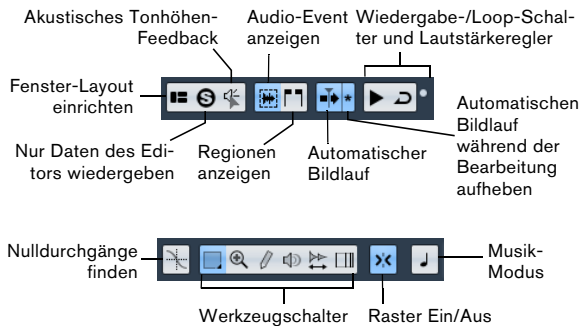 Akustisches Tonhöhen-
Feedback
Audio-Event
anzeigen
Wiedergabe-/Loop-Schal-
ter und Lautstärkeregler
Fenster-Layout
einrichten
Nur Daten des Edi-
tors wiedergeben
Regionen
anzeigen
Automatischer
Bildlauf
Automatischen
Bildlauf
während der
Bearbeitung
aufheben
Nulldurchgänge
finden
Musik-
Modus
Werkzeugschalter
Raster Ein/Aus